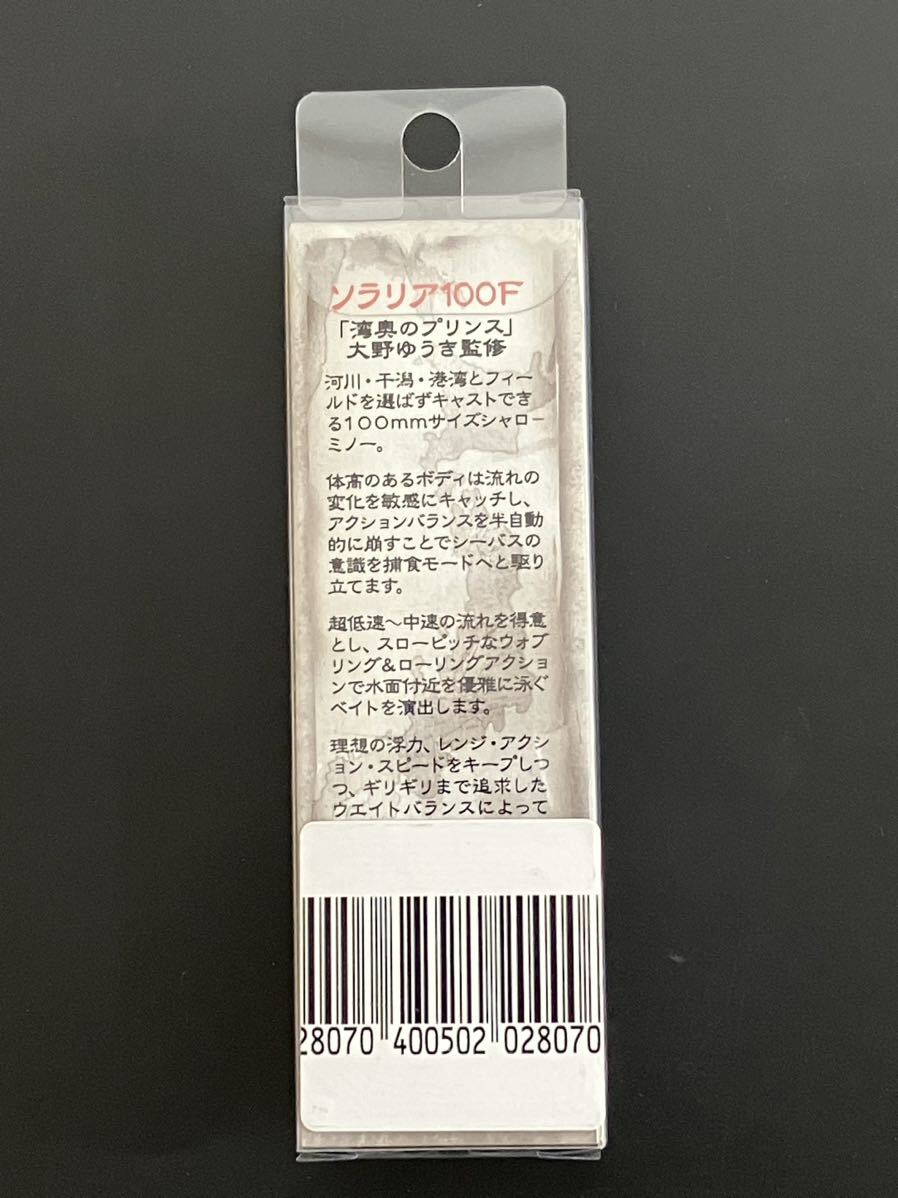 ソラリア100F
「湾奥のプリンス」
大野ゆうき監修
河川・干潟・港湾とフィー
ルドを選ばずキャストでき
る100mmサイズシャロー
ミノー。
体高のあるボディは流れの
変化を敏感にキャッチし、
アクションバランスを半自動
的に崩すことでシーバスの
意識を捕食モードへと駆り
立てます。
超低速～中速の流れを得意
とし、スローピッチなウォブ
リング&ローリングアクショ
ンで水面付近を優雅に泳ぐ
ベイトを演出します。
理想の浮力、レンジ・アクシ
ョン・スピードをキープしつ
つ、ギリギリまで追求した
ウエイトバランスによって
28070 400502 028070